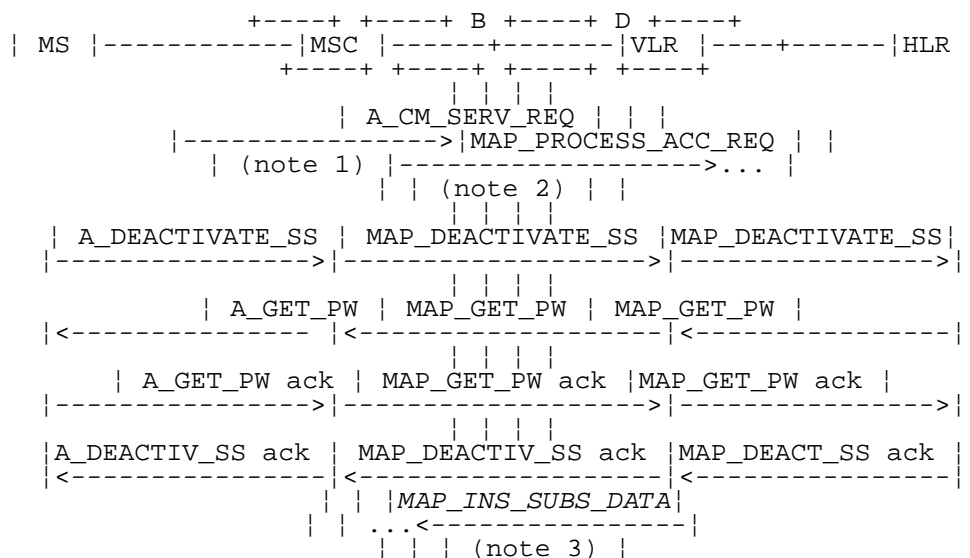 +----+ +----+ B +----+ D +----+
¦ MS ¦------------¦MSC ¦------+-------¦VLR ¦----+------¦HLR
+----+ +----+ +----+ +----+
¦ ¦ ¦ ¦
¦ A_CM_SERV_REQ ¦ ¦ ¦
¦----------------->¦MAP_PROCESS_ACC_REQ ¦ ¦
¦ (note 1) ¦-------------------->... ¦
¦ ¦ (note 2) ¦ ¦
¦ ¦ ¦ ¦
¦ A_DEACTIVATE_SS ¦ MAP_DEACTIVATE_SS ¦MAP_DEACTIVATE_SS¦
¦---------------->¦-------------------->¦---------------->¦
¦ ¦ ¦ ¦
¦ A_GET_PW ¦ MAP_GET_PW ¦ MAP_GET_PW ¦
¦<--------------- ¦<--------------------¦<----------------¦
¦ ¦ ¦ ¦
¦ A_GET_PW ack ¦ MAP_GET_PW ack ¦MAP_GET_PW ack ¦
¦---------------->¦-------------------->¦---------------->¦
¦ ¦ ¦ ¦
¦A_DEACTIV_SS ack ¦ MAP_DEACTIV_SS ack ¦MAP_DEACT_SS ack ¦
¦<----------------¦<--------------------¦<----------------¦
¦ ¦ ¦MAP_INS_SUBS_DATA¦
¦ ¦ ...<----------------¦
¦ ¦ ¦ (note 3) ¦